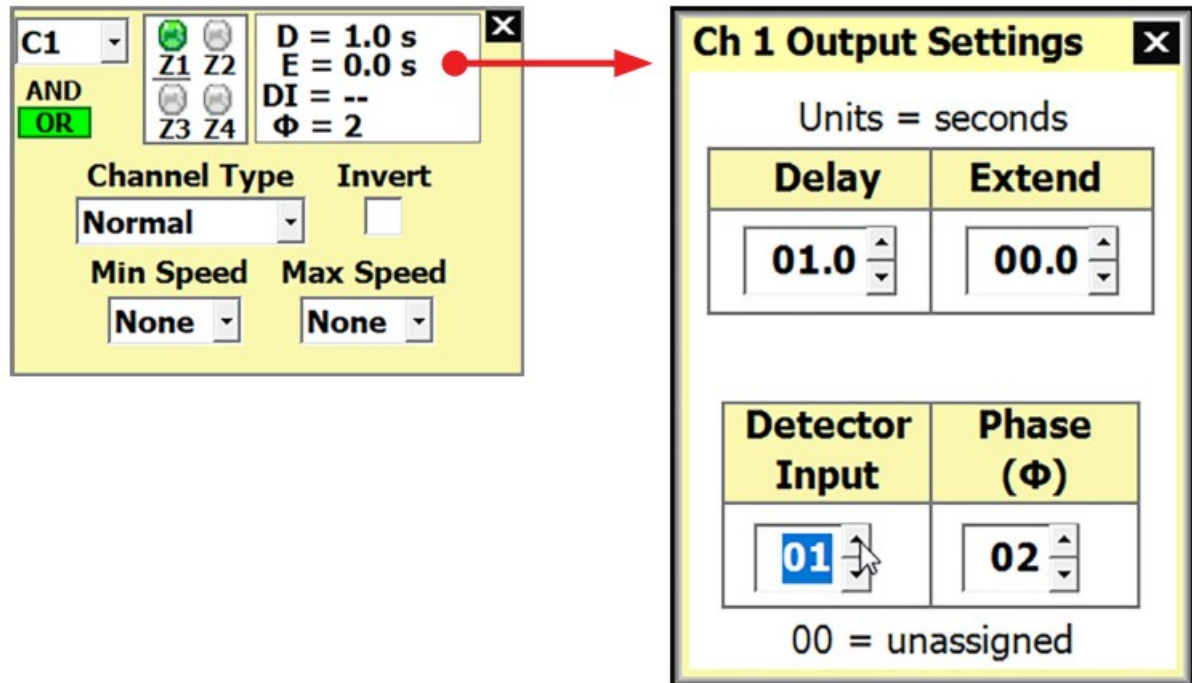 C1
Z1 Z2
Z3 Z4
AND
OR
D = 1.0 s
E = 0.0 s
DI = --
Φ = 2
Channel Type Invert
Normal
Min Speed Max Speed
None None
Ch 1 Output Settings
Units = seconds
Delay Extend
01.0 00.0
Detector Input Phase (Φ)
01 02
00 = unassigned